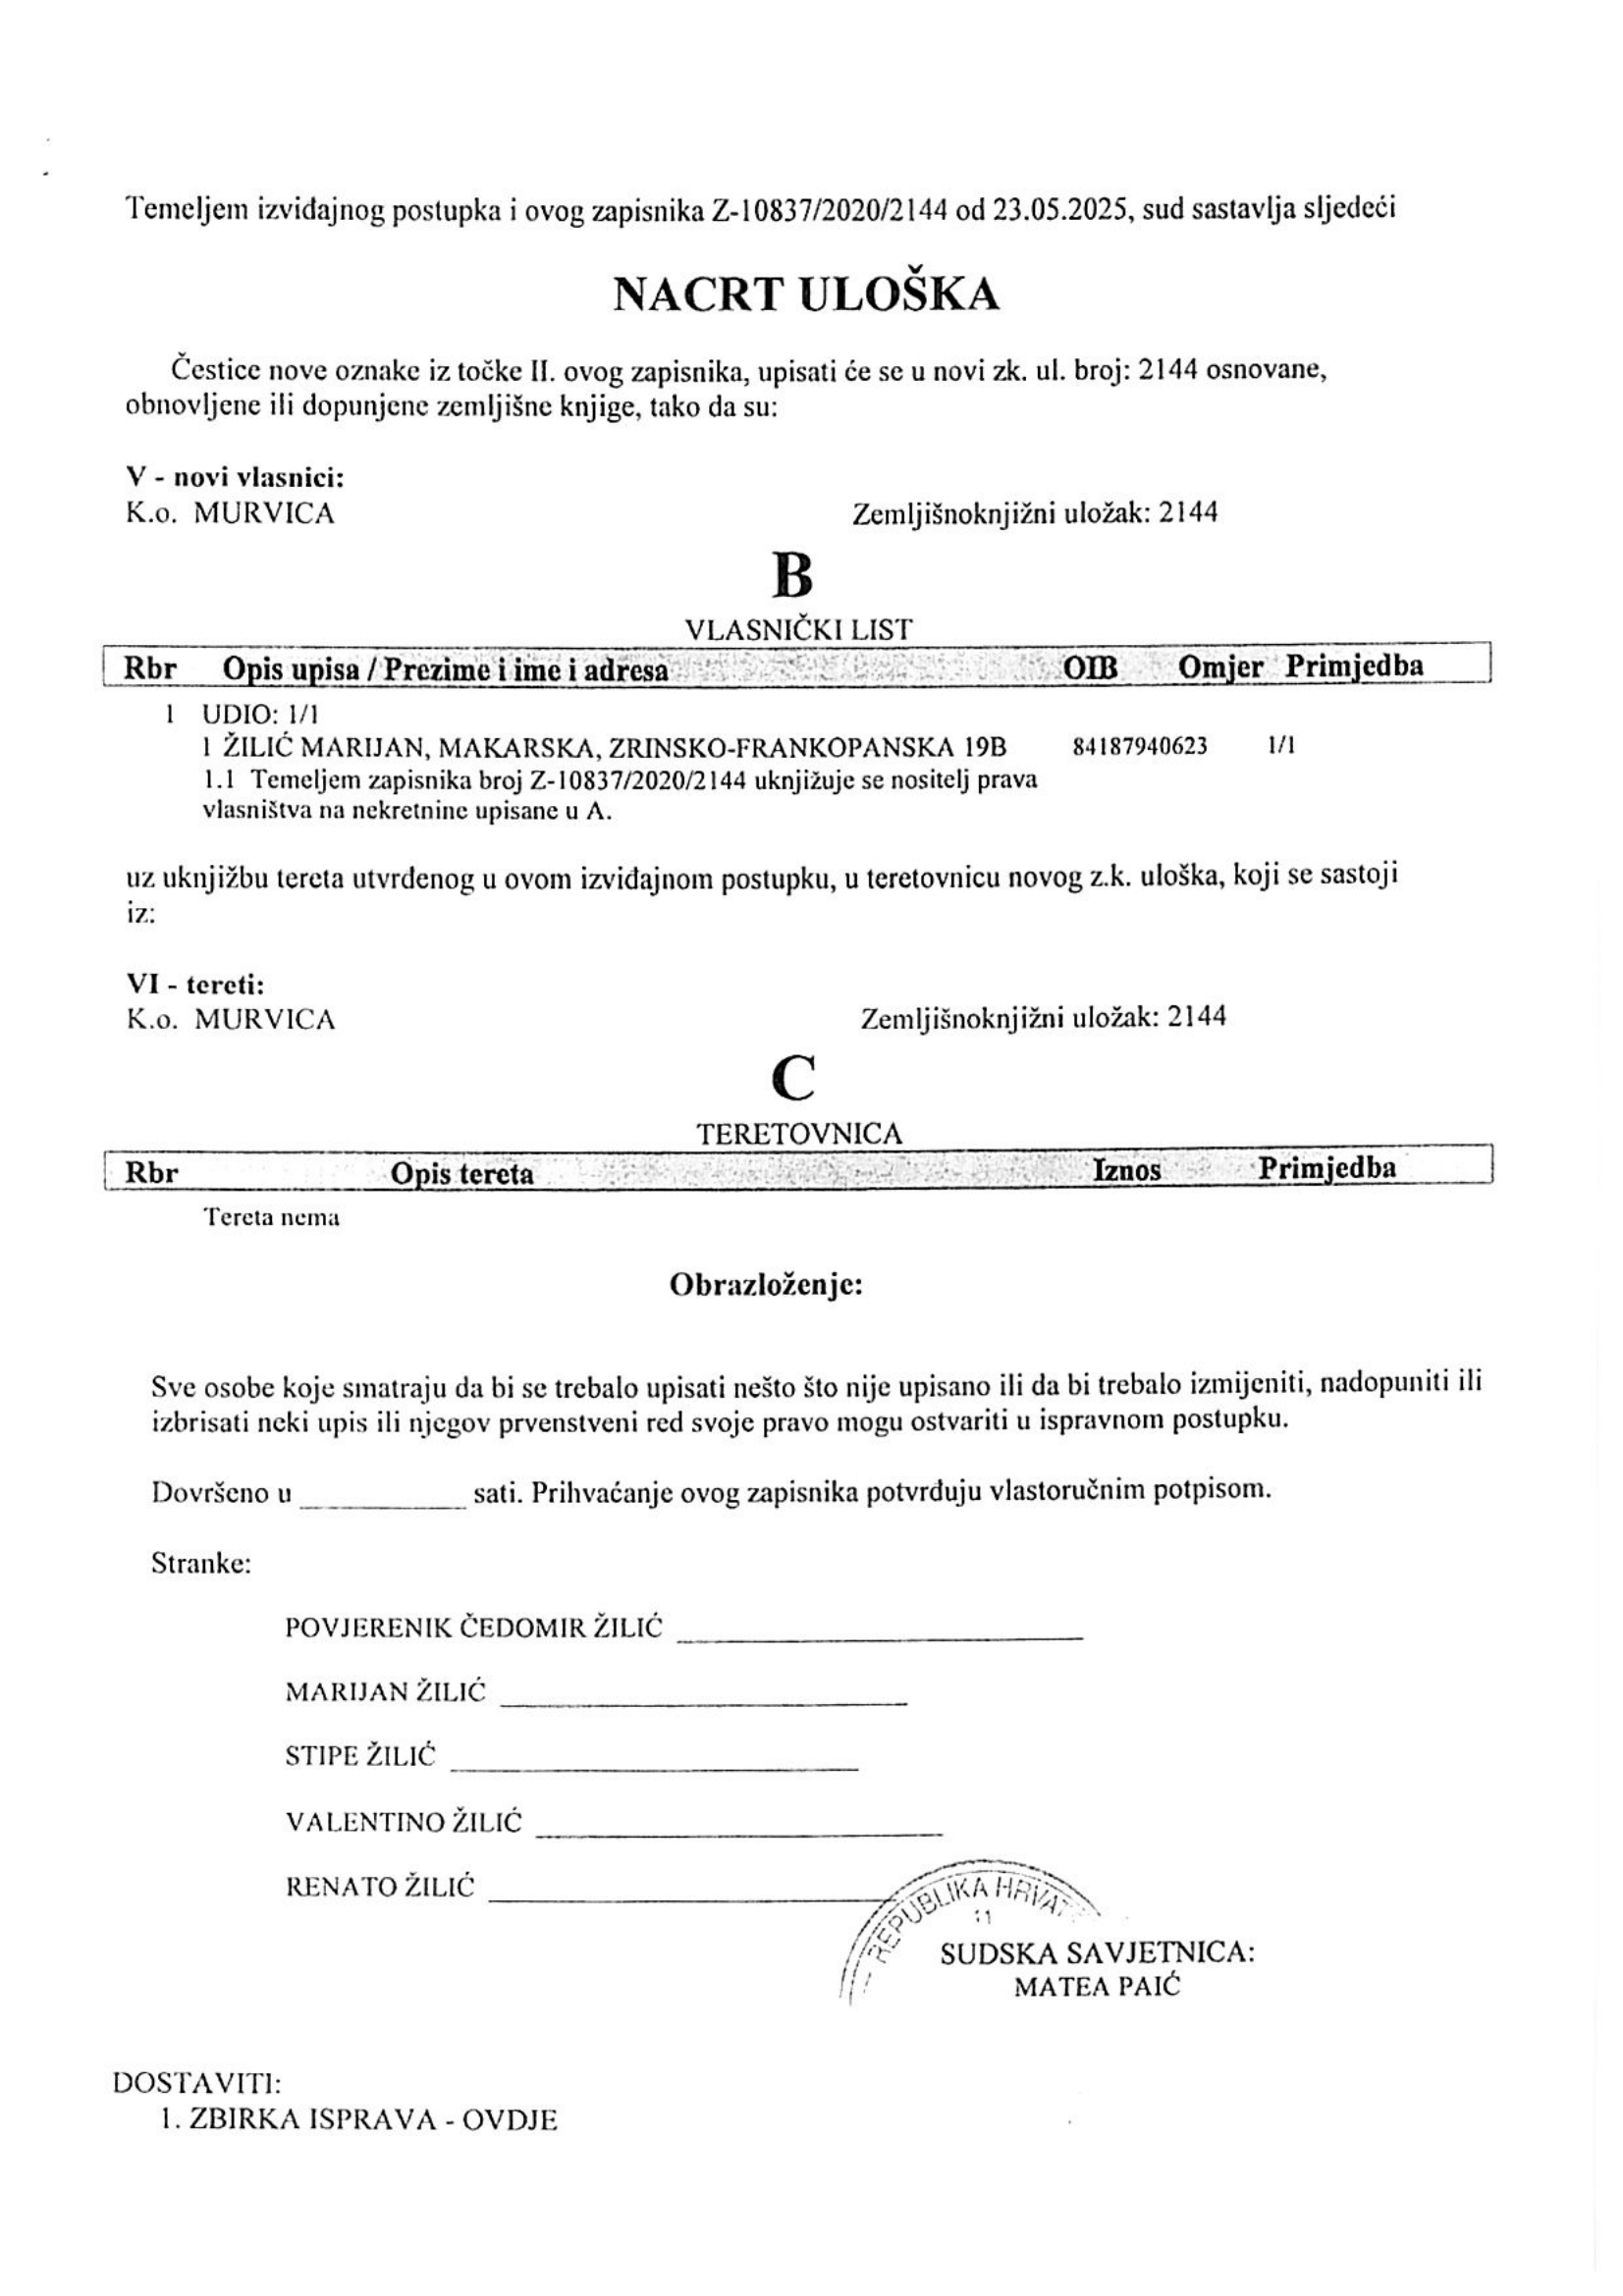 Temeljem izviđajnog postupka i ovog zapisnika Z-10837/2020/2144 od 23.05.2025, sud sastavlja sljedeći
NACRT ULOŠKA
Čestice nove oznake iz točke II. ovog zapisnika, upisati će se u novi zk. ul. broj: 2144 osnovane,
obnovljene ili dopunjene zemljišne knjige, tako da su:
V - novi vlasnici:
K.o. MURVICA Zemljišnoknjižni uložak: 2144
B
VLASNIČKI LIST
Rbr Opis upisa / Prezime i ime i adresa OIB Omjer Primjedba
1 UDIO: 1/1
1 ŽILIĆ MARIJAN, MAKARSKA, ZRINSKO-FRANKOPANSKA 19B 84187940623 1/1
1.1 Temeljem zapisnika broj Z-10837/2020/2144 uknjižuje se nositelj prava
vlasništva na nekretnine upisane u A.
uz uknjižbu tereta utvrđenog u ovom izviđajnom postupku, u teretovnicu novog z.k. uloška, koji se sastoji
iz:
VI - tereti:
K.o. MURVICA Zemljišnoknjižni uložak: 2144
C
TERETOVNICA
Rbr Opis tereta Iznos Primjedba
Tereta nema
Obrazloženje:
Sve osobe koje smatraju da bi se trebalo upisati nešto što nije upisano ili da bi trebalo izmijeniti, nadopuniti ili
izbrisati neki upis ili njegov prvenstveni red svoje pravo mogu ostvariti u ispravnom postupku.
Dovršeno u ____________ sati. Prihvaćanje ovog zapisnika potvrđuju vlastoručnim potpisom.
Stranke:
POVJERENIK ČEDOMIR ŽILIĆ
MARIJAN ŽILIĆ
STIPE ŽILIĆ
VALENTINO ŽILIĆ
RENATO ŽILIĆ
REPUBLIKA HRVAT
11
SUDSKA SAVJETNICA:
MATEA PAIĆ
DOSTAVITI:
1. ZBIRKA ISPRAVA - OVDJE